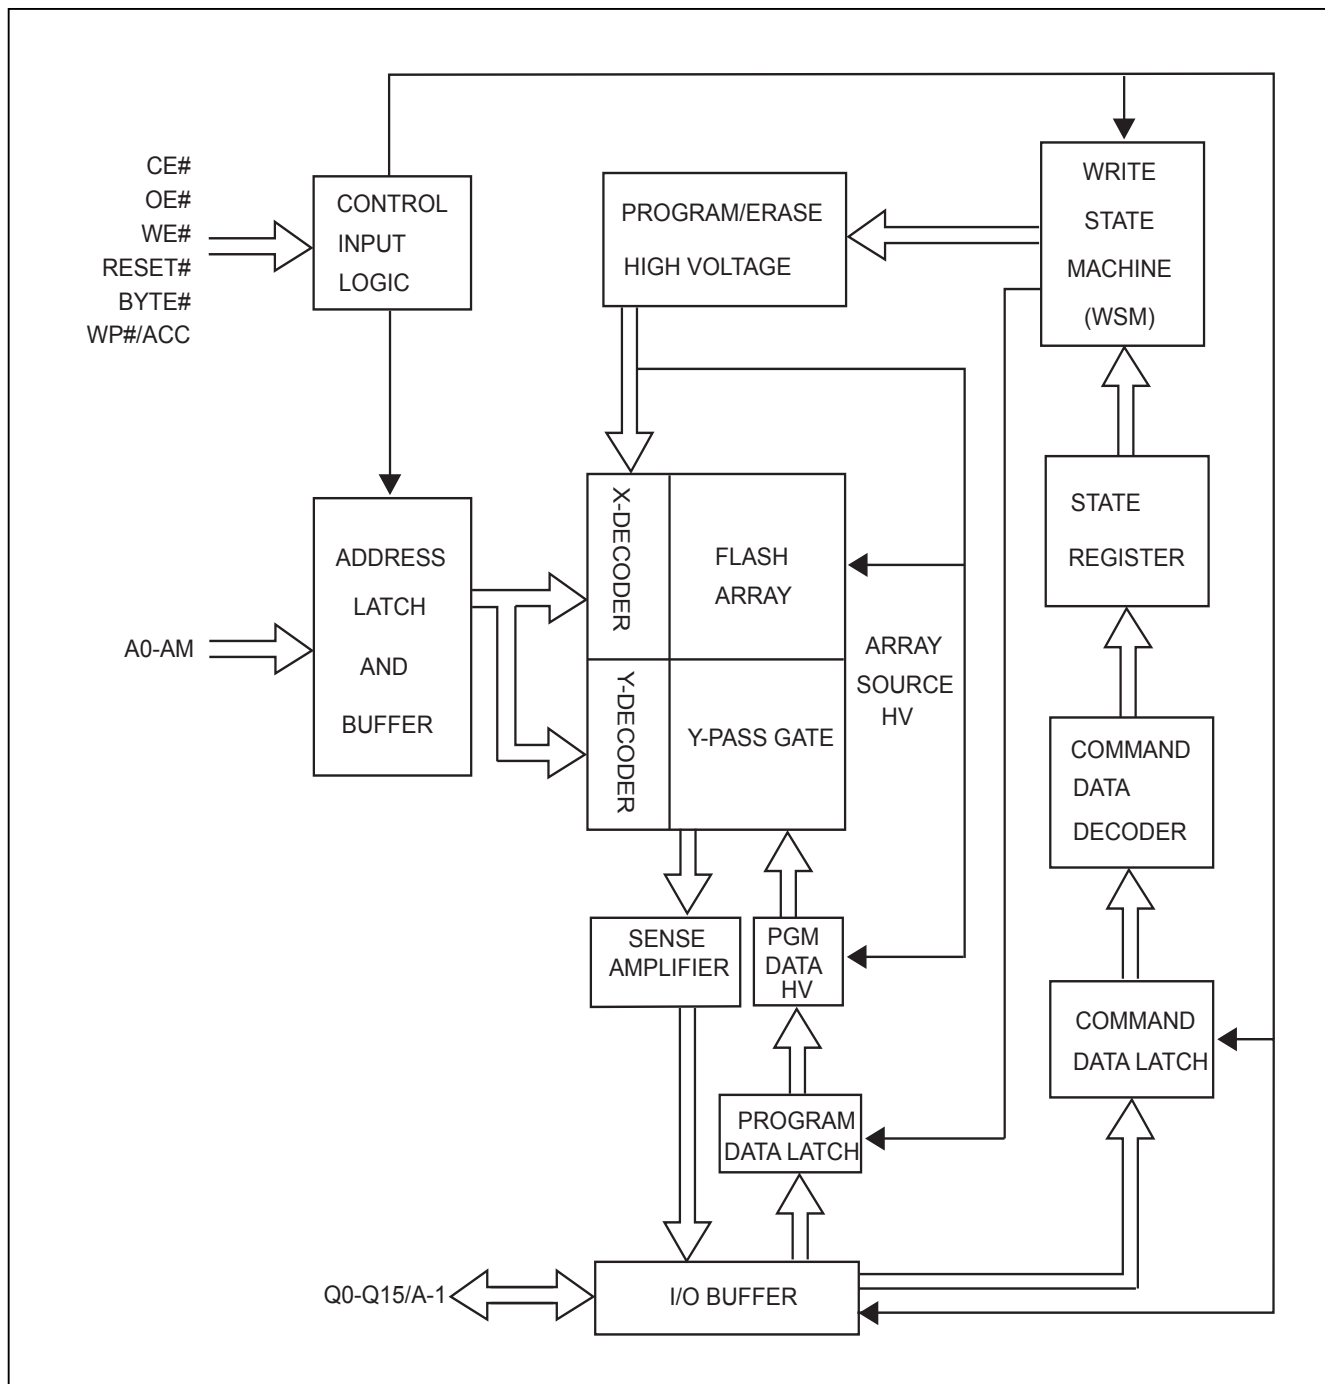 CE#
OE#
WE#
RESET#
BYTE#
WP#/ACC
CONTROL
INPUT
LOGIC
PROGRAM/ERASE
HIGH VOLTAGE
WRITE
STATE
MACHINE
(WSM)
A0-AM
ADDRESS
LATCH
AND
BUFFER
X-DECODER
FLASH
ARRAY
Y-DECODER
Y-PASS GATE
ARRAY
SOURCE
HV
STATE
REGISTER
COMMAND
DATA
DECODER
SENSE
AMPLIFIER
PGM
DATA
HV
COMMAND
DATA LATCH
PROGRAM
DATA LATCH
Q0-Q15/A-1
I/O BUFFER